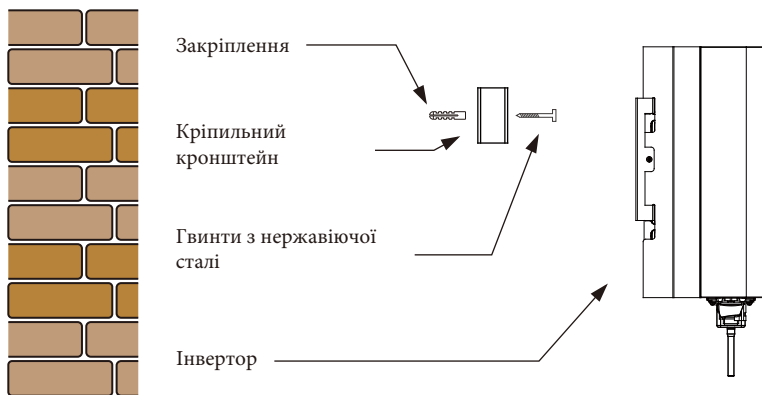 Закріплення
Кріпильний
кронштейн
Гвинти з нержавіючої
сталі
Інвертор